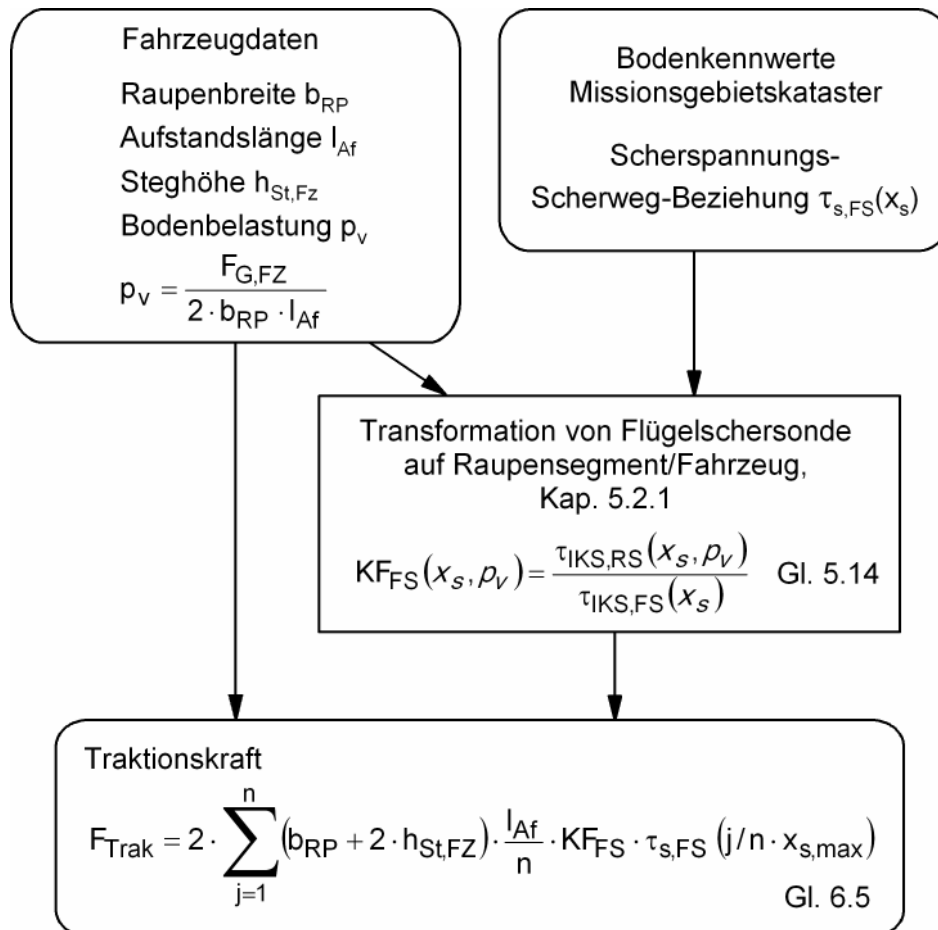 Fahrzeugdaten
Raupenbreite b_RP
Aufstandslänge l_Af
Steghöhe h_St,Fz
Bodenbelastung p_v
p_v = F_G,FZ / (2 · b_RP · l_Af)
Bodenkennwerte
Missionsgebietskataster
Scherspannungs-
Scherweg-Beziehung τ_s,FS(x_s)
Transformation von Flügelschersonde
auf Raupensegment/Fahrzeug,
Kap. 5.2.1
KF_FS(x_s, p_v) = τ_IKS,RS(x_s, p_v) / τ_IKS,FS(x_s) Gl. 5.14
Traktionskraft
F_Trak = 2 · ∑_{j=1}^{n} (b_RP + 2 · h_St,FZ) · l_Af / n · KF_FS · τ_s,FS (j/n · x_s,max)
Gl. 6.5